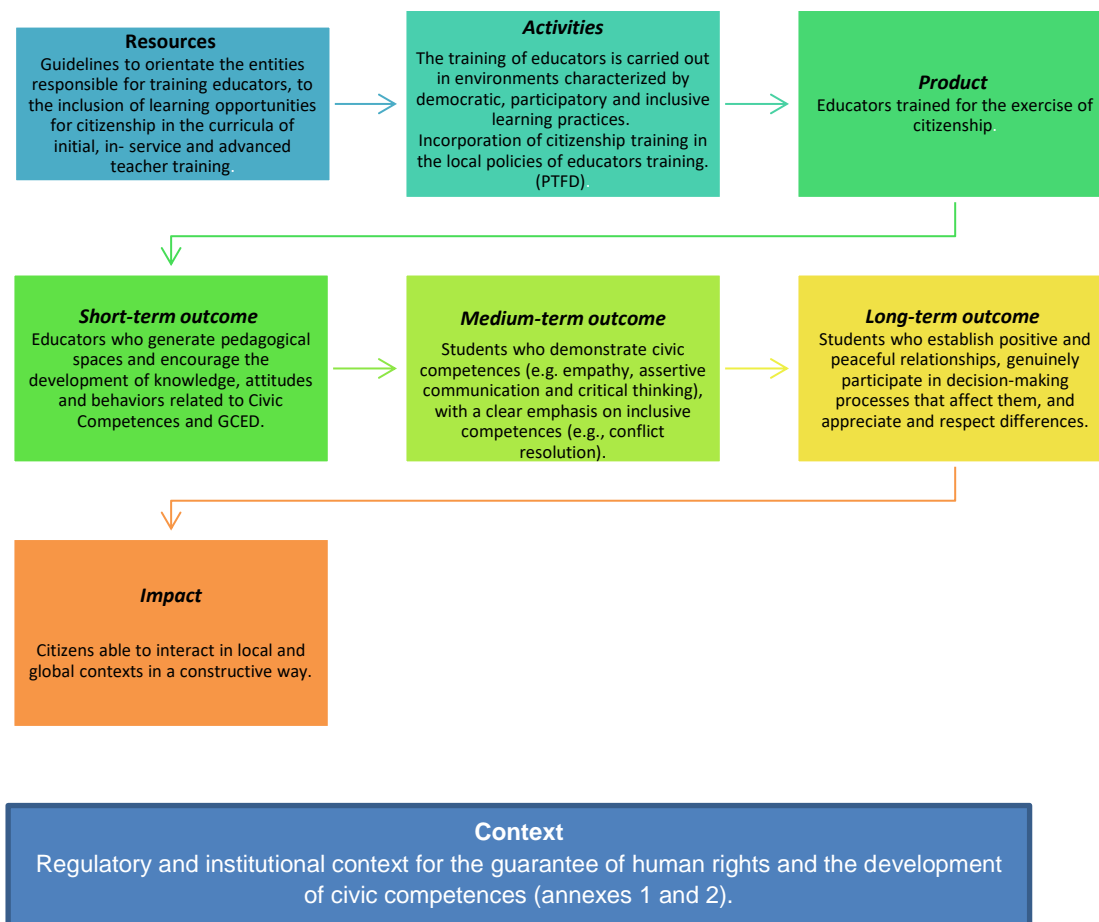 Resources
Guidelines to orientate the entities
responsible for training educators, to
the inclusion of learning opportunities
for citizenship in the curricula of
initial, in- service and advanced
teacher training.
Activities
The training of educators is carried out
in environments characterized by
democratic, participatory and inclusive
learning practices.
Incorporation of citizenship training in
the local policies of educators training.
(PTFD).
Product
Educators trained for the exercise of
citizenship.
Short-term outcome
Educators who generate pedagogical
spaces and encourage the
development of knowledge, attitudes
and behaviors related to Civic
Competences and GCED.
Medium-term outcome
Students who demonstrate civic
competences (e.g. empathy, assertive
communication and critical thinking),
with a clear emphasis on inclusive
competences (e.g., conflict
resolution).
Long-term outcome
Students who establish positive and
peaceful relationships, genuinely
participate in decision-making
processes that affect them, and
appreciate and respect differences.
Impact
Citizens able to interact in local and
global contexts in a constructive way.
Context
Regulatory and institutional context for the guarantee of human rights and the development
of civic competences (annexes 1 and 2).